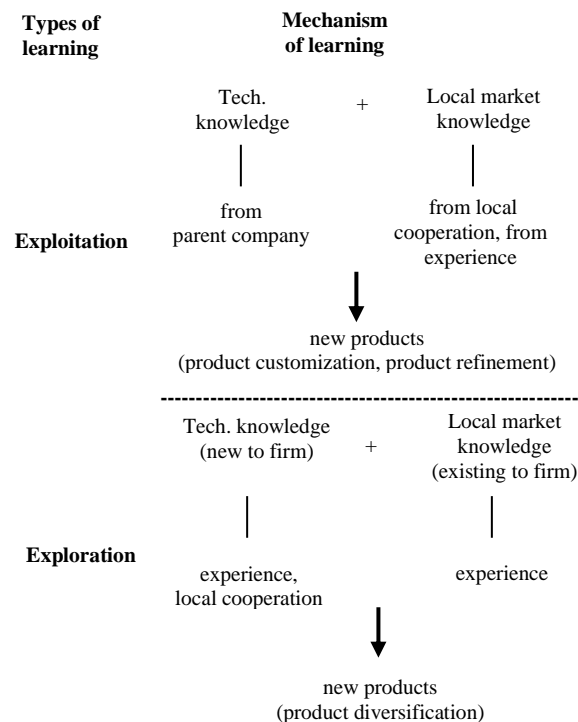 Types of
learning
Mechanism
of learning
Tech.
knowledge
+
Local market
knowledge
Exploitation
from
parent company
from local
cooperation, from
experience
new products
(product customization, product refinement)
Tech. knowledge
(new to firm)
+
Local market
knowledge
(existing to firm)
Exploration
experience,
local cooperation
experience
new products
(product diversification)